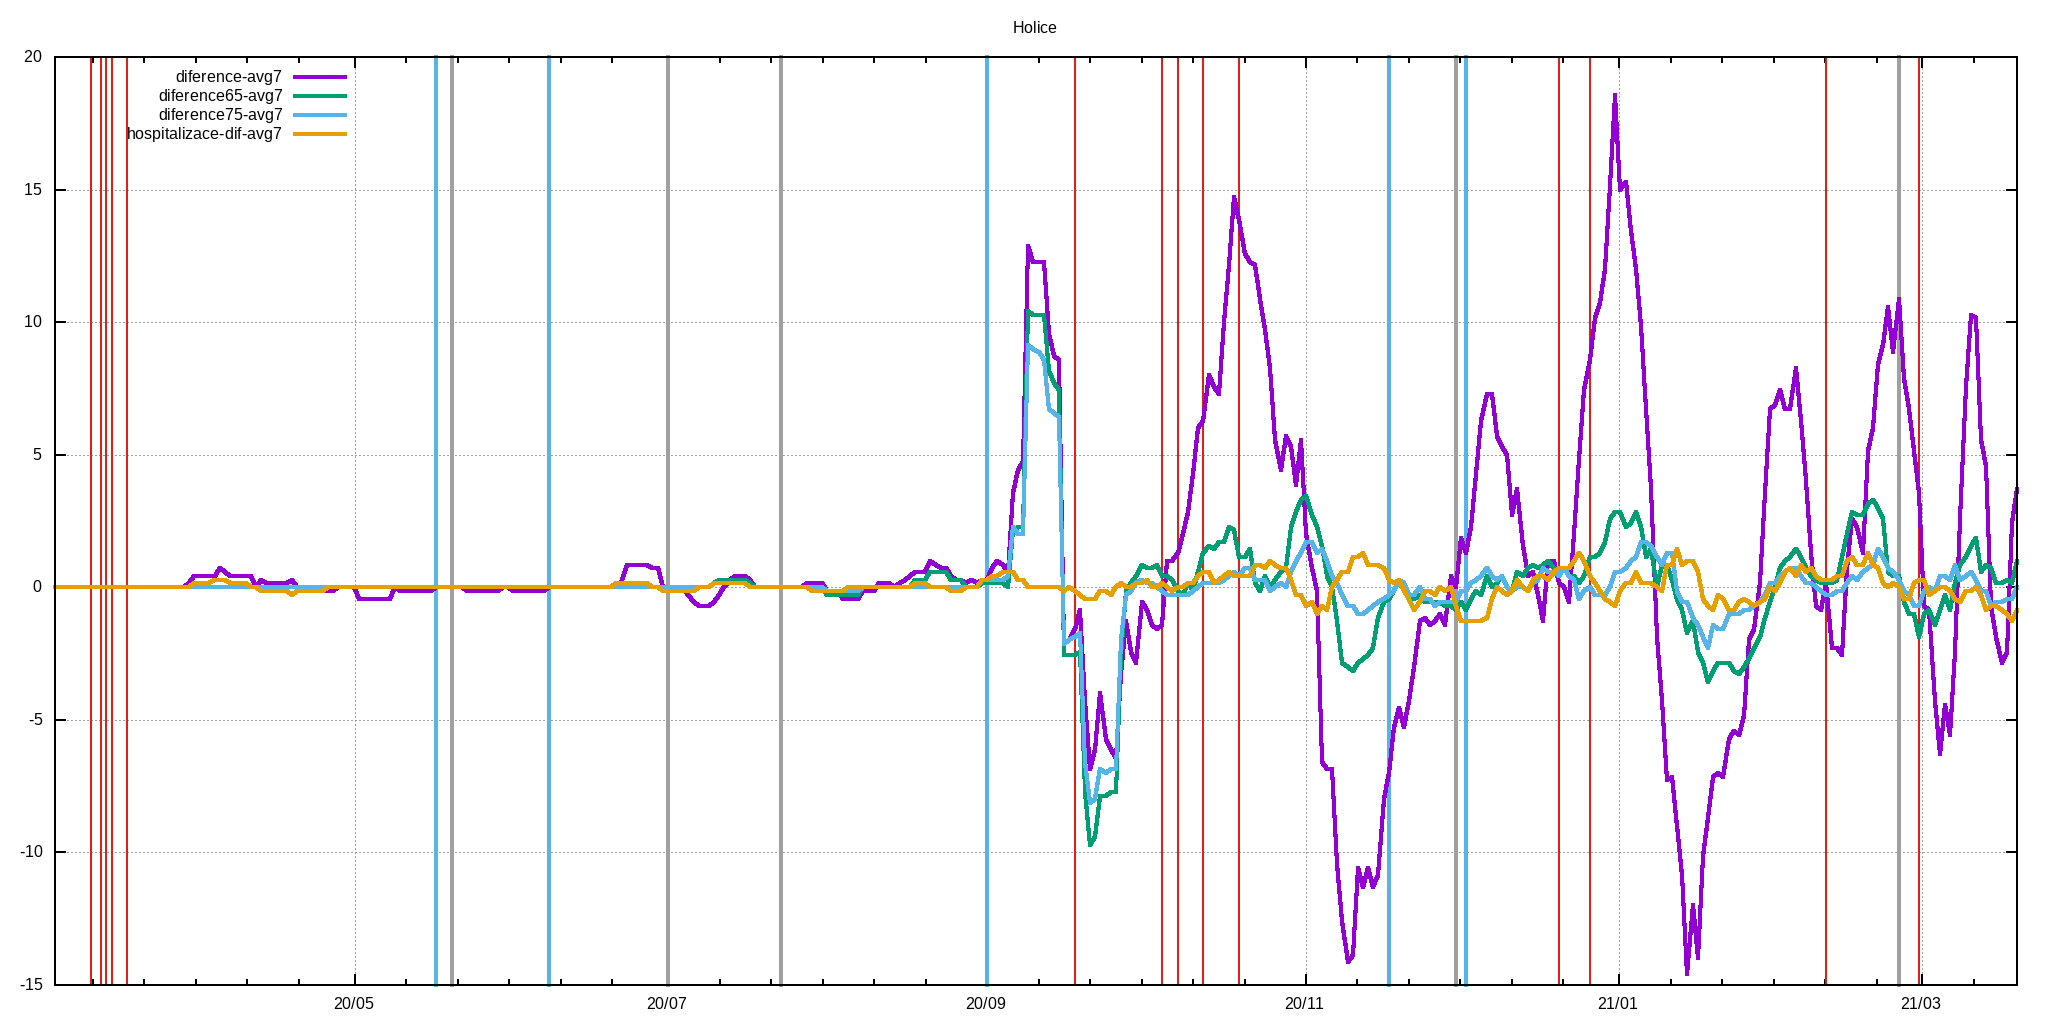 Holice
20
diference-avg7
diference65-avg7
diference75-avg7
hospitalizace-dif-avg7
15
10
5
0
-5
-10
-15
20/05 20/07 20/09 20/11 21/01 21/03